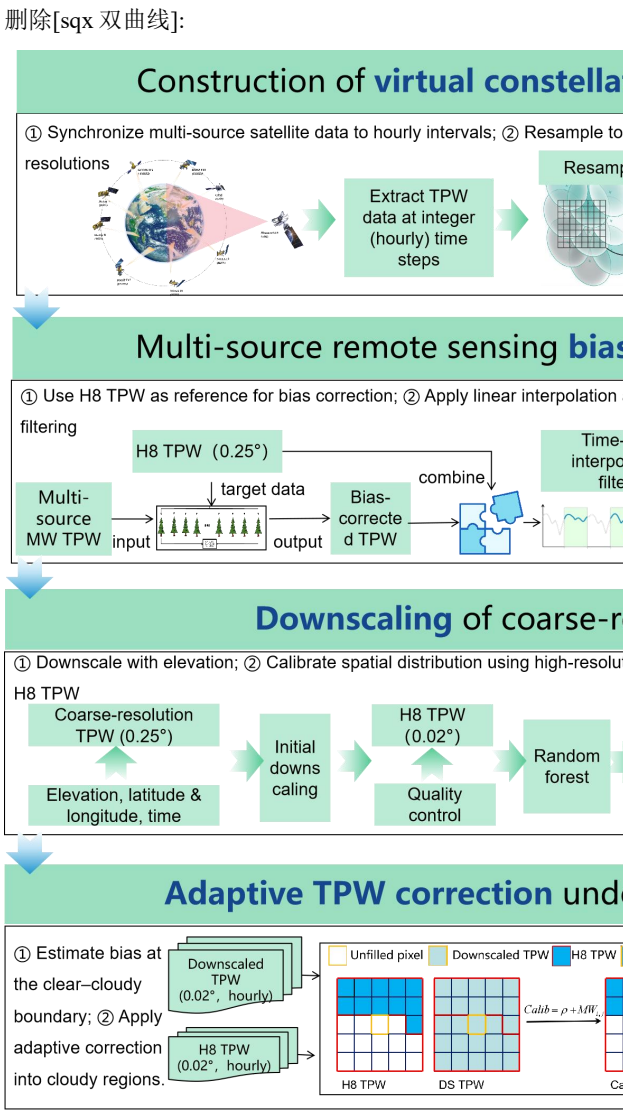 删除[sqx 双曲线]:
Construction of virtual constella
① Synchronize multi-source satellite data to hourly intervals; ② Resample to
resolutions
Resamp
Extract TPW
data at integer
(hourly) time
steps
Multi-source remote sensing bias
① Use H8 TPW as reference for bias correction; ② Apply linear interpolation
filtering
H8 TPW (0.25°)
Time-
interpo
filte
combine
target data
Multi-
source
MW TPW
input
output
Bias-
correcte
d TPW
Downscaling of coarse-r
① Downscale with elevation; ② Calibrate spatial distribution using high-resolut
H8 TPW
Coarse-resolution
TPW (0.25°)
Elevation, latitude &
longitude, time
Initial
downs
caling
H8 TPW
(0.02°)
Quality
control
Random
forest
Adaptive TPW correction unde
① Estimate bias at
the clear–cloudy
boundary; ② Apply
adaptive correction
into cloudy regions.
Downscaled
TPW
(0.02°, hourly)
H8 TPW
(0.02°, hourly)
Unfilled pixel
Downscaled TPW
H8 TPW
Calib = ρ + MWi,j
H8 TPW
DS TPW
Ca